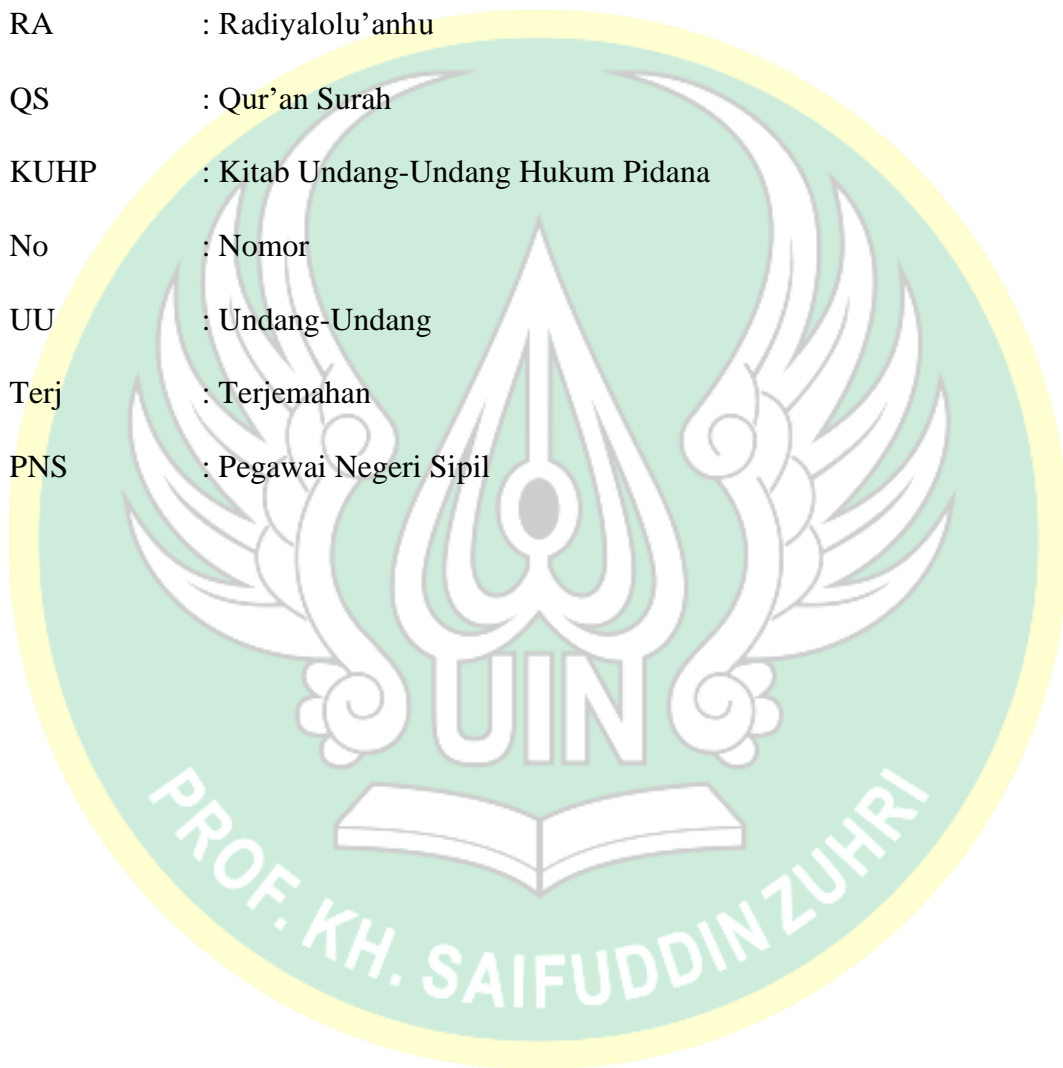 RA : Radiyalolu’anhu
QS : Qur’an Surah
KUHP : Kitab Undang-Undang Hukum Pidana
No : Nomor
UU : Undang-Undang
Terj : Terjemahan
PNS : Pegawai Negeri Sipil
UIN
PROF. KH. SAIFUDDIN ZUHRI